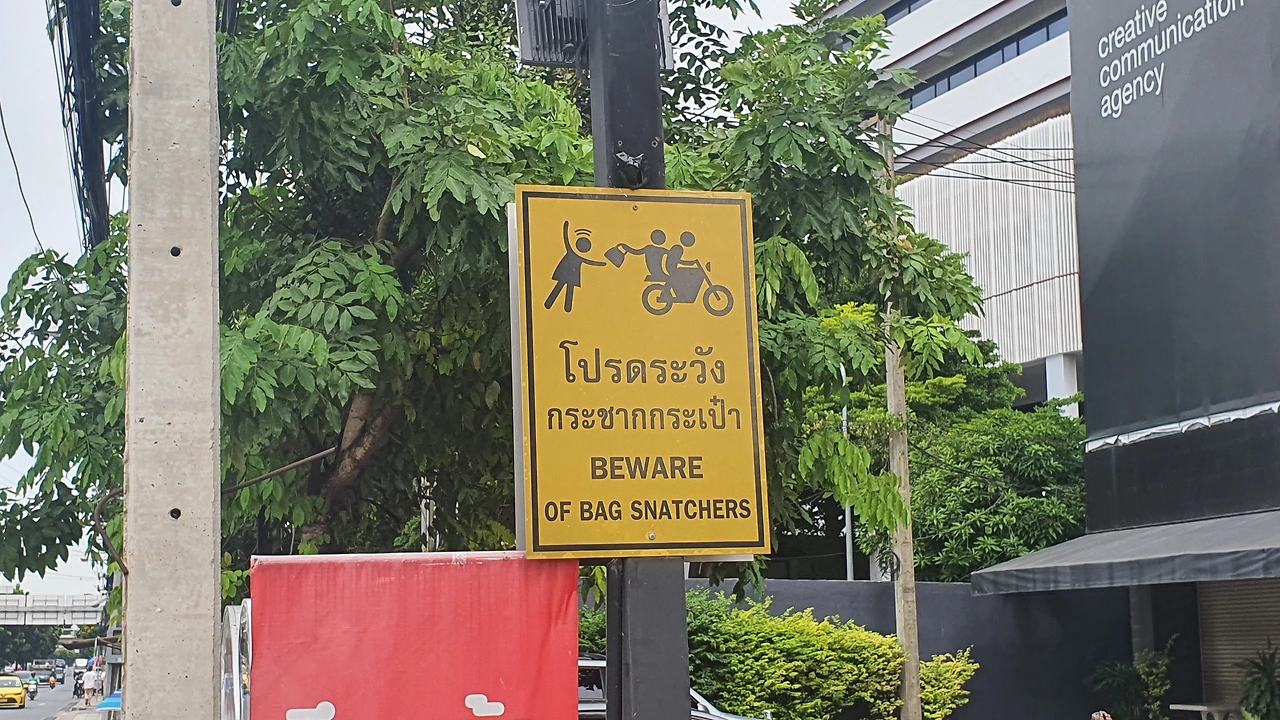 creative
communication
agency
โปรดระวัง
กระชากกระเป๋า
BEWARE
OF BAG SNATCHERS